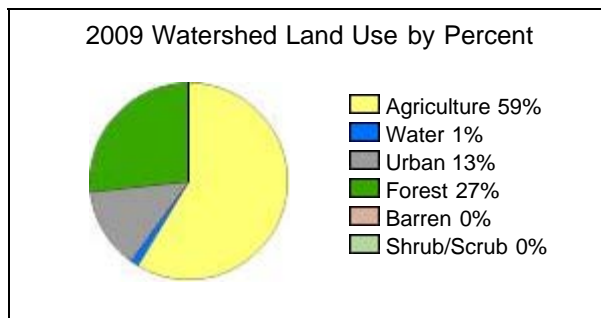 2009 Watershed Land Use by Percent
Agriculture 59%
Water 1%
Urban 13%
Forest 27%
Barren 0%
Shrub/Scrub 0%